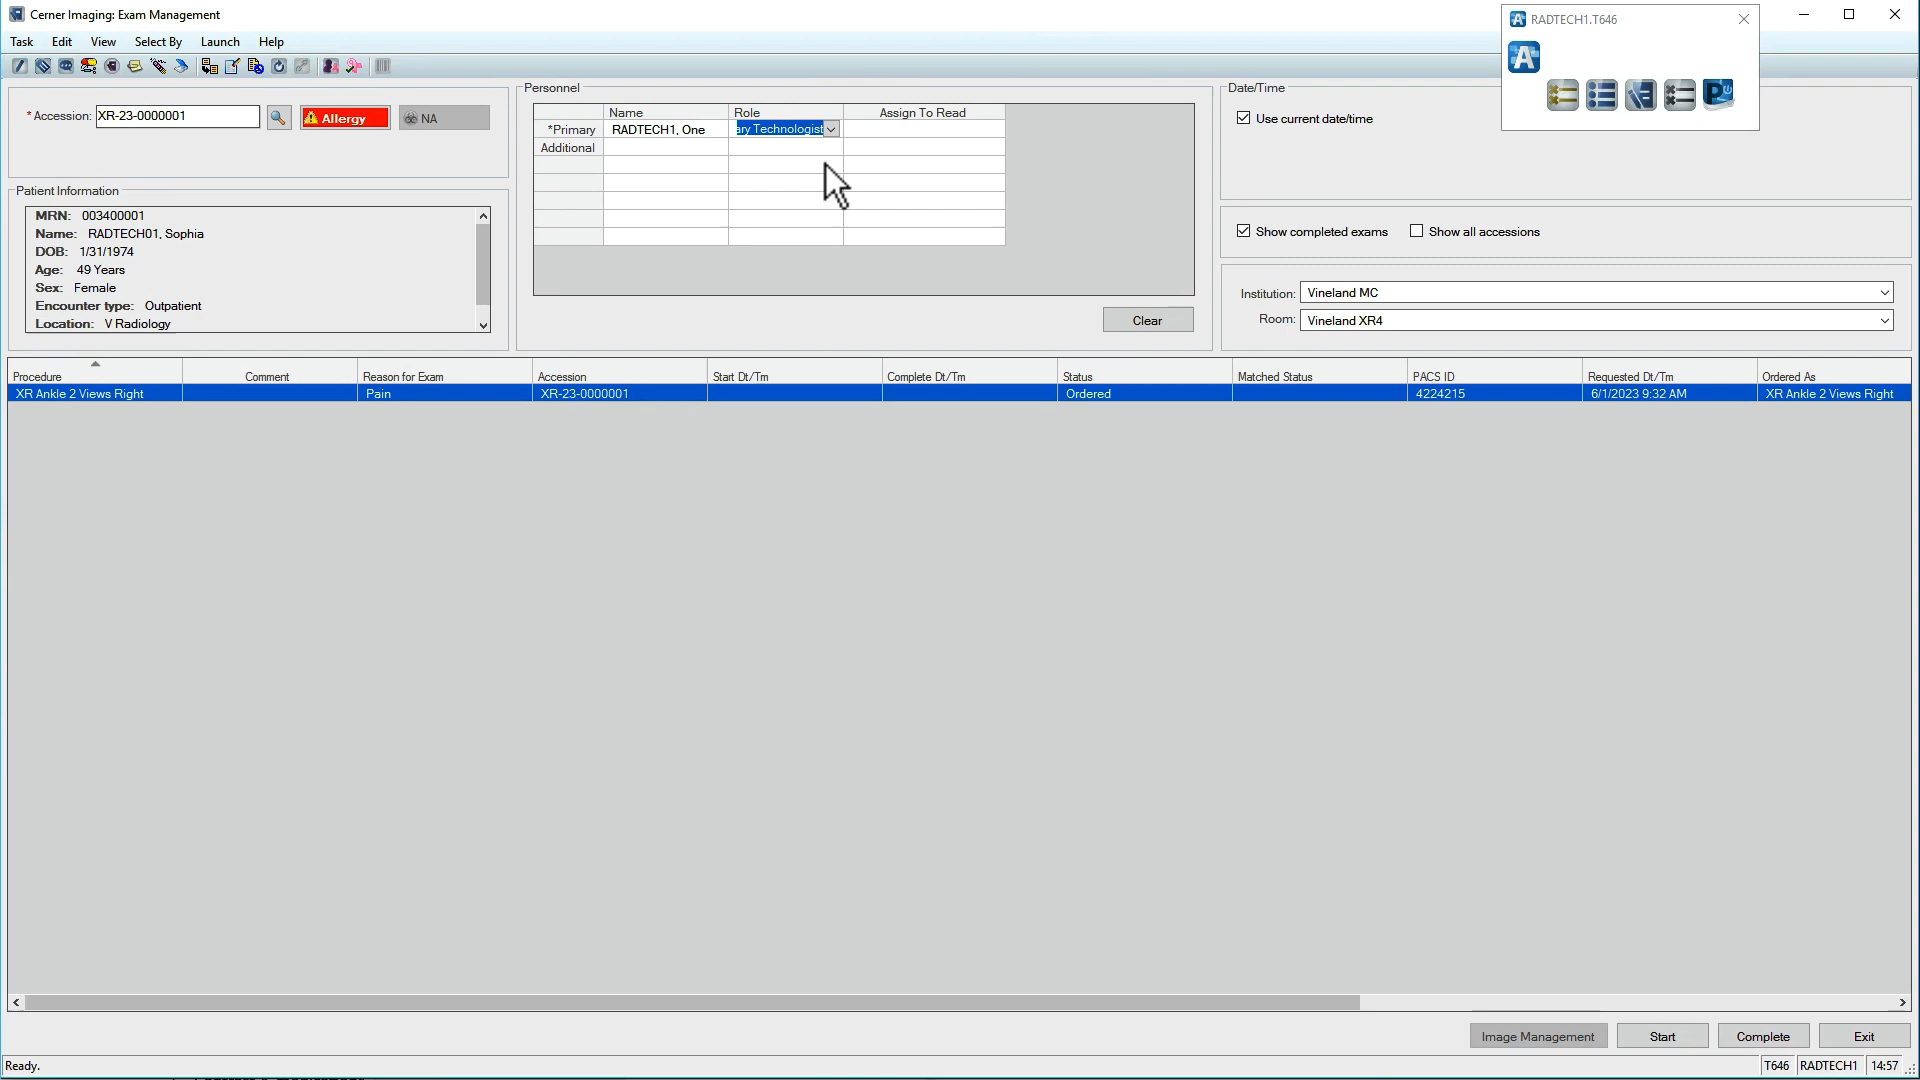 Cerner Imaging: Exam Management
RADTECH1.T646
Task Edit View Select By Launch Help
* Accession: XR-23-0000001 Allergy NA
Patient Information
MRN: 003400001
Name: RADTECH01, Sophia
DOB: 1/31/1974
Age: 49 Years
Sex: Female
Encounter type: Outpatient
Location: V Radiology
Personnel
Name Role Assign To Read
*Primary RADTECH1, One ary Technologist
Additional
Clear
Date/Time
Use current date/time
Show completed exams Show all accessions
Institution: Vineland MC
Room: Vineland XR4
Procedure Comment Reason for Exam Accession Start Dt/Tm Complete Dt/Tm Status Matched Status PACS ID Requested Dt/Tm Ordered As
XR Ankle 2 Views Right Pain XR-23-0000001 Ordered 4224215 6/1/2023 9:32 AM XR Ankle 2 Views Right
Image Management Start Complete Exit
Ready. T646 RADTECH1 14:57